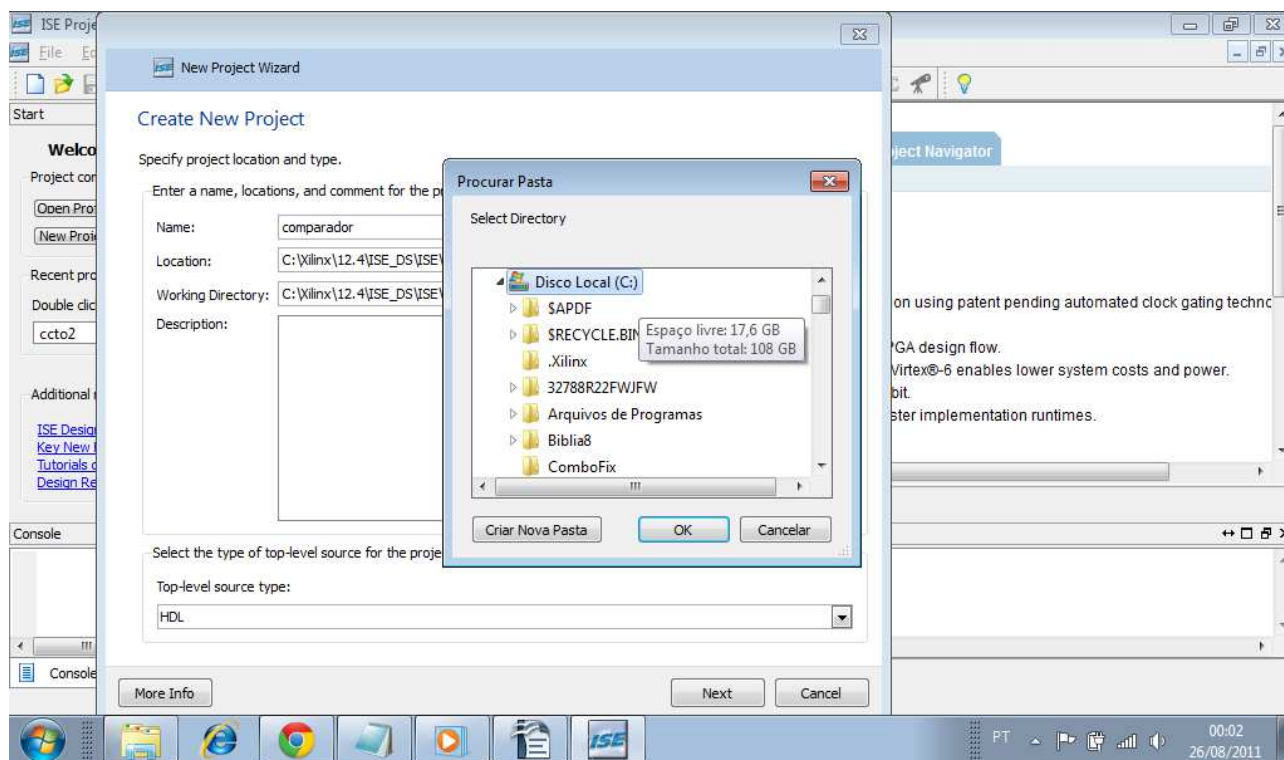 ISE Proje
File Ed
New Project Wizard
Start
Create New Project
Welco
Specify project location and type.
ject Navigator
Project cor
Enter a name, locations, and comment for the p
Procurar Pasta
Open Proj
Name: comparador
Select Directory
New Proje
Location: C:\Xilinx\12.4\ISE_DS\ISE\
Recent pro
Working Directory: C:\Xilinx\12.4\ISE_DS\ISE\
Disco Local (C:)
Double clic
Description:
$APDF
on using patent pending automated clock gating techno
ccto2
$RECYCLE.BIN
Espaço livre: 17,6 GB
Tamanho total: 108 GB
'GA design flow.
.Xilinx
Virtex®-6 enables lower system costs and power.
Additional r
32788R22FWJFW
bit.
Arquivos de Programas
ster implementation runtimes.
ISE Desig
Key New F
Biblia8
Tutorials o
ComboFix
Design Re
Criar Nova Pasta OK Cancelar
Console
Select the type of top-level source for the proje
Top-level source type:
HDL
Console
More Info Next Cancel
ISE
PT 00:02
26/08/2011